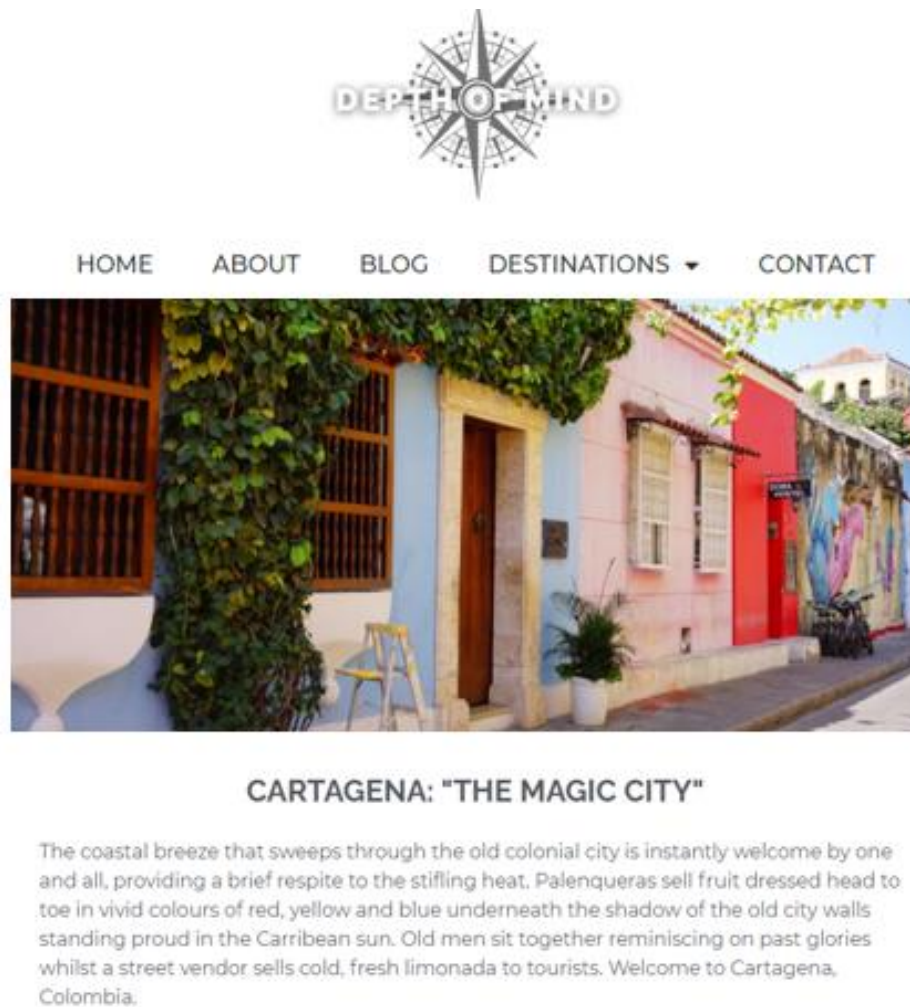 DEPTH OF MIND
HOME ABOUT BLOG DESTINATIONS CONTACT
CARTAGENA: "THE MAGIC CITY"
The coastal breeze that sweeps through the old colonial city is instantly welcome by one
and all, providing a brief respite to the stifling heat. Palenqueras sell fruit dressed head to
toe in vivid colours of red, yellow and blue underneath the shadow of the old city walls
standing proud in the Carribean sun. Old men sit together reminiscing on past glories
whilst a street vendor sells cold, fresh limonada to tourists. Welcome to Cartagena,
Colombia.